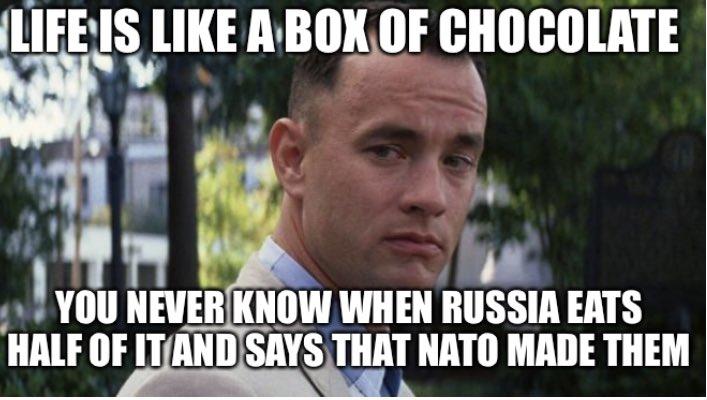 LIFE IS LIKE A BOX OF CHOCOLATE
YOU NEVER KNOW WHEN RUSSIA EATS
HALF OF IT AND SAYS THAT NATO MADE THEM